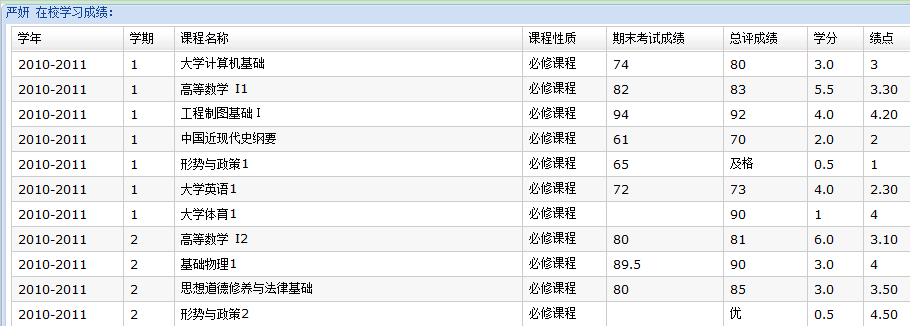 严妍 在校学习成绩：
学年 学期 课程名称 课程性质 期末考试成绩 总评成绩 学分 绩点
2010-2011 1 大学计算机基础 必修课程 74 80 3.0 3
2010-2011 1 高等数学 I1 必修课程 82 83 5.5 3.30
2010-2011 1 工程制图基础 I 必修课程 94 92 4.0 4.20
2010-2011 1 中国近现代史纲要 必修课程 61 70 2.0 2
2010-2011 1 形势与政策1 必修课程 65 及格 0.5 1
2010-2011 1 大学英语1 必修课程 72 73 4.0 2.30
2010-2011 1 大学体育1 必修课程 90 1 4
2010-2011 2 高等数学 I2 必修课程 80 81 6.0 3.10
2010-2011 2 基础物理1 必修课程 89.5 90 3.0 4
2010-2011 2 思想道德修养与法律基础 必修课程 80 85 3.0 3.50
2010-2011 2 形势与政策2 必修课程 优 0.5 4.50